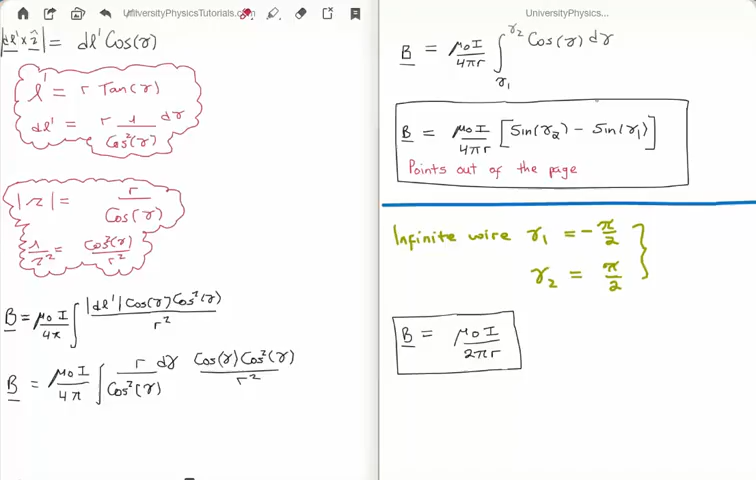 UniversityPhysicsTutorials.com
|dl' x r̂| = dl' Cos(γ)
l' = r Tan(γ)
dl' = r 1/Cos²(γ) dγ
|r| = r/Cos(γ)
1/r² = Cos²(γ)/r²
B = μ₀I/4π ∫ |dl'| Cos(γ) Cos²(γ)/r²
B = μ₀I/4π ∫ r dγ/Cos²(γ) Cos(γ) Cos²(γ)/r²
UniversityPhysics...
B = μ₀I/4πr ∫_γ₁^γ₂ Cos(γ) dγ
B = μ₀I/4πr [Sin(γ₂) - Sin(γ₁)]
Points out of the page
Infinite wire γ₁ = -π/2
γ₂ = π/2
B = μ₀I/2πr